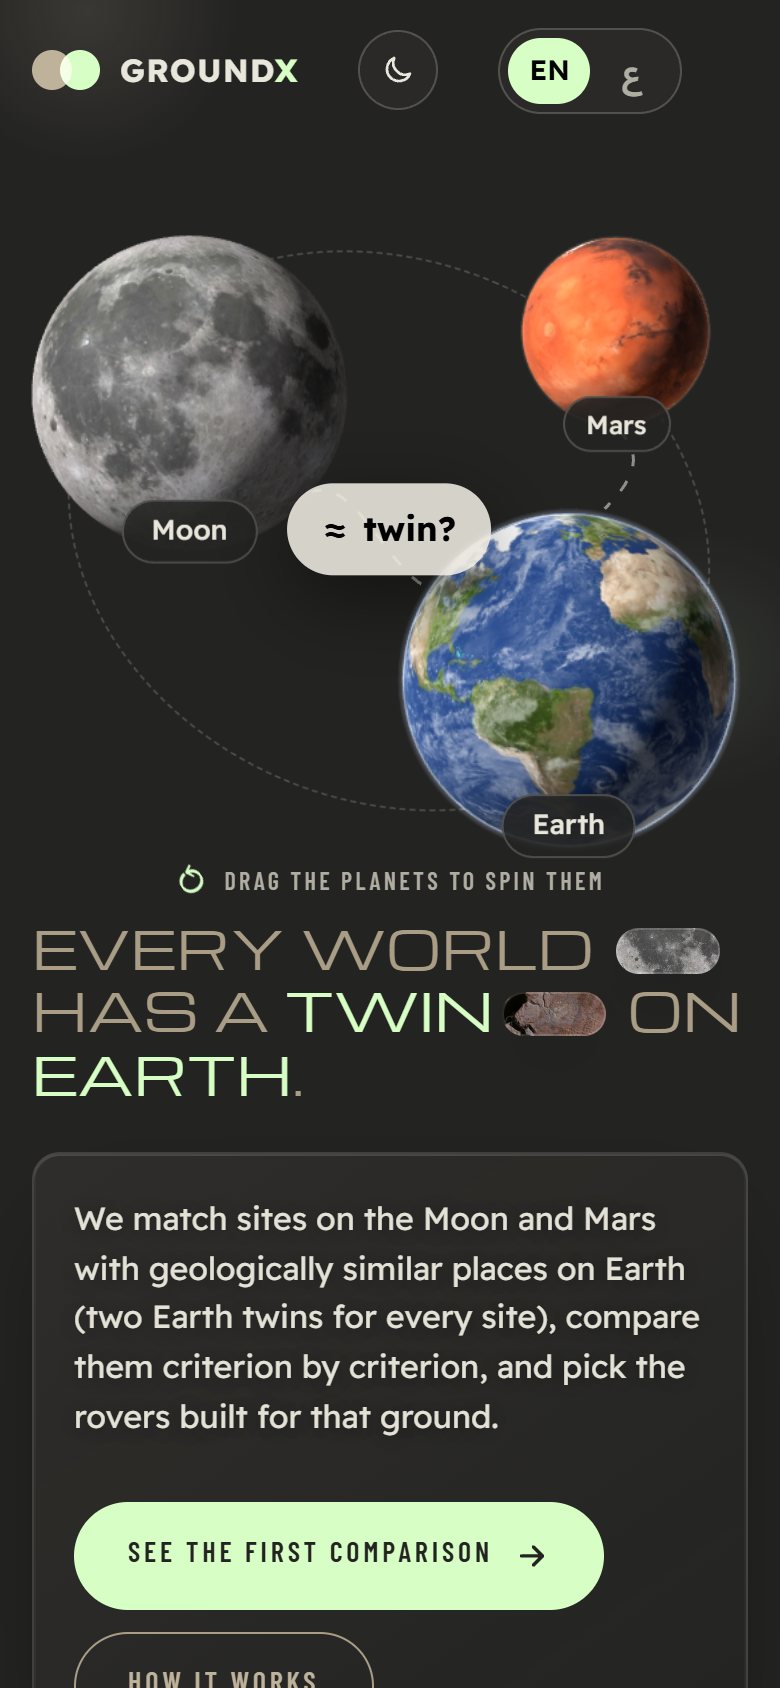 GROUNDX
EN
ع
Mars
Moon
≈ twin?
Earth
DRAG THE PLANETS TO SPIN THEM
EVERY WORLD
HAS A TWIN ON
EARTH.
We match sites on the Moon and Mars
with geologically similar places on Earth
(two Earth twins for every site), compare
them criterion by criterion, and pick the
rovers built for that ground.
SEE THE FIRST COMPARISON →
HOW IT WORKS